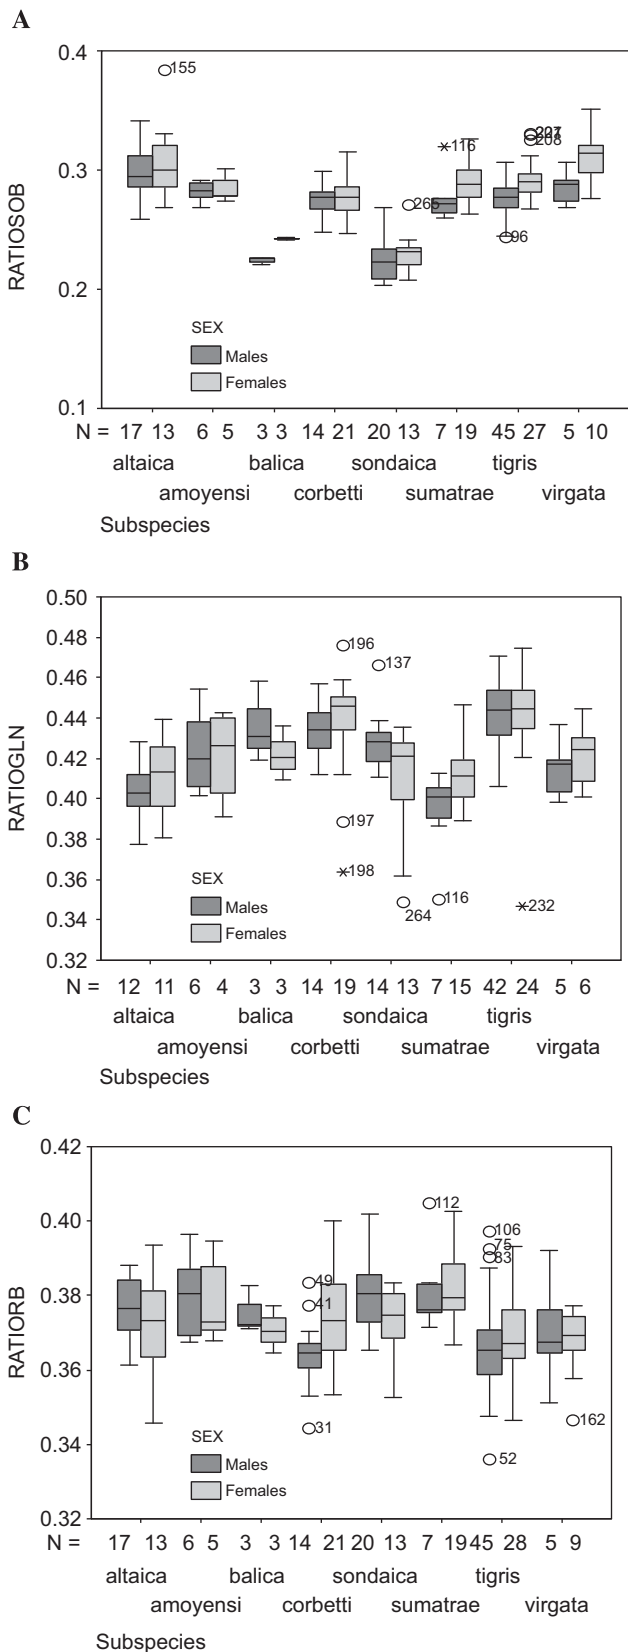 A
0.4
155
0.3
116
227
208
265
96
0.2
RATIOSOB
SEX
Males
Females
0.1
N = 17 13 6 5 3 3 14 21 20 13 7 19 45 27 5 10
altaica balica sondaica tigris
amoyensi corbetti sumatrae virgata
Subspecies
B
0.50
0.48
196
137
0.46
0.44
0.42
RATIOGLN
0.40
197
0.38
198
0.36
SEX
Males
264
116
232
Females
0.34
0.32
N = 12 11 6 4 3 3 14 19 14 13 7 15 42 24 5 6
altaica balica sondaica tigris
amoyensi corbetti sumatrae virgata
Subspecies
C
0.42
112
0.40
106
75
83
49
0.38
41
RATIORB
0.36
31
162
0.34
SEX
52
Males
Females
0.32
N = 17 13 6 5 3 3 14 21 20 13 7 19 45 28 5 9
altaica balica sondaica tigris
amoyensi corbetti sumatrae virgata
Subspecies